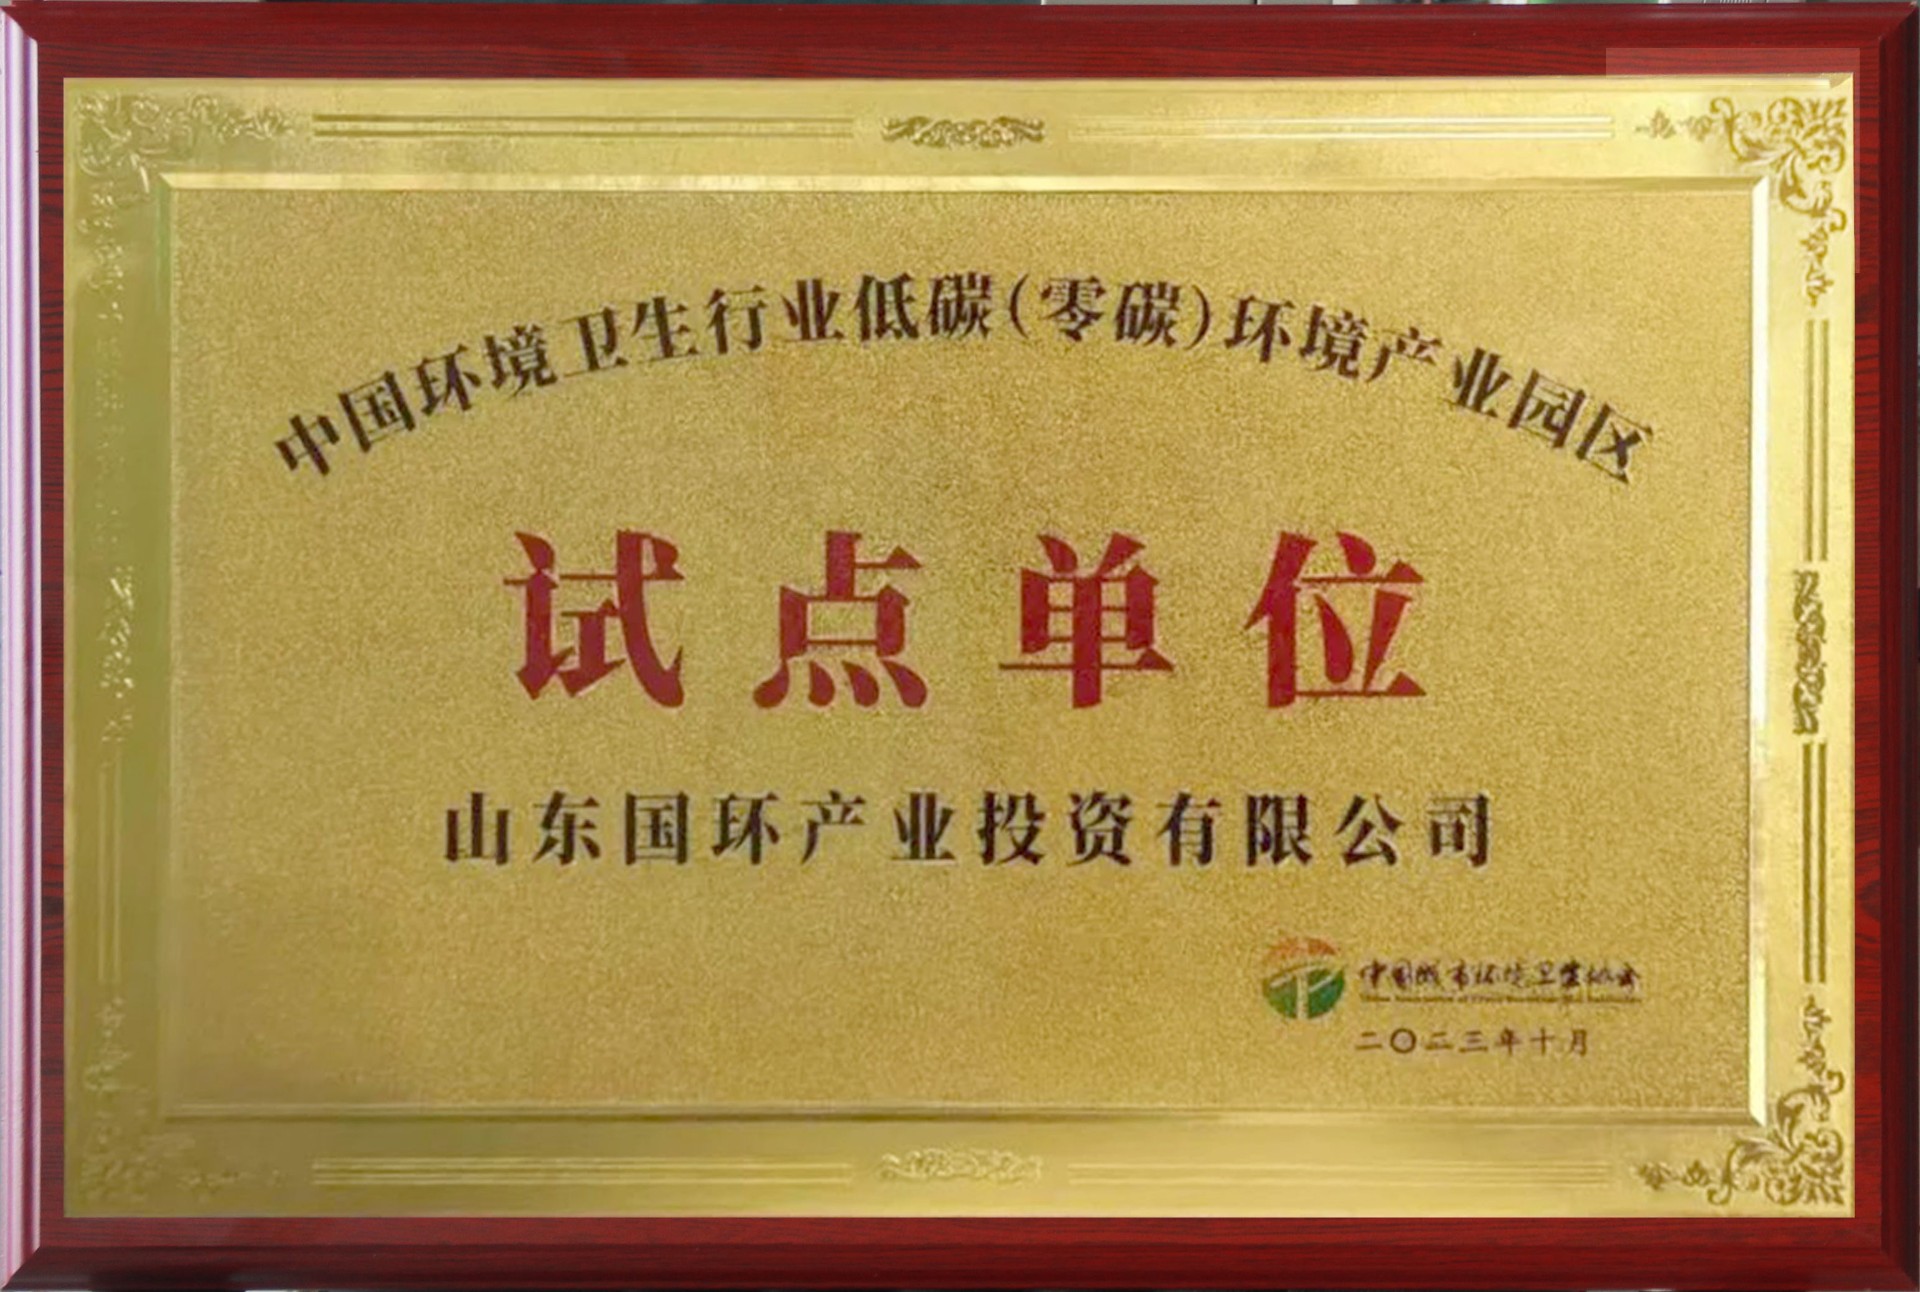 中国环境卫生行业低碳(零碳)环境产业园区
试点单位
山东国环产业投资有限公司
中国城市环境卫生协会
二〇二三年十月